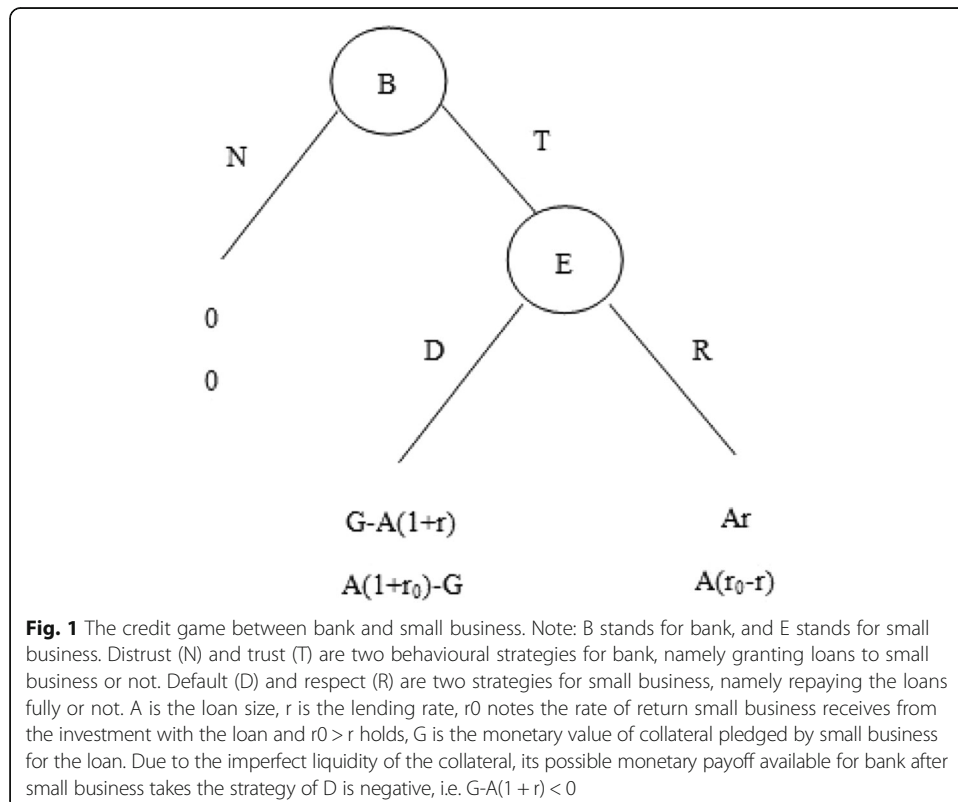 B
N
T
E
0
0
D
R
G-A(1+r)
Ar
A(1+r₀)-G
A(r₀-r)
Fig. 1 The credit game between bank and small business. Note: B stands for bank, and E stands for small
business. Distrust (N) and trust (T) are two behavioural strategies for bank, namely granting loans to small
business or not. Default (D) and respect (R) are two strategies for small business, namely repaying the loans
fully or not. A is the loan size, r is the lending rate, r0 notes the rate of return small business receives from
the investment with the loan and r0 > r holds, G is the monetary value of collateral pledged by small business
for the loan. Due to the imperfect liquidity of the collateral, its possible monetary payoff available for bank after
small business takes the strategy of D is negative, i.e. G-A(1 + r) < 0